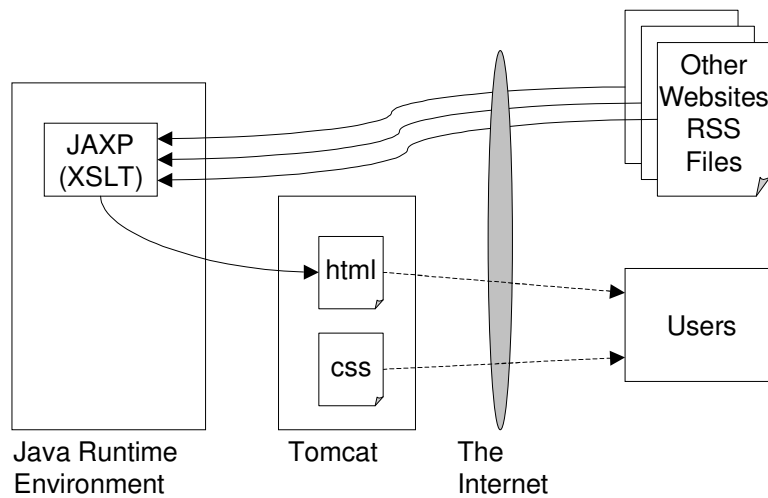 Other
Websites
RSS
Files
JAXP
(XSLT)
html
css
Users
Java Runtime
Environment
Tomcat
The
Internet